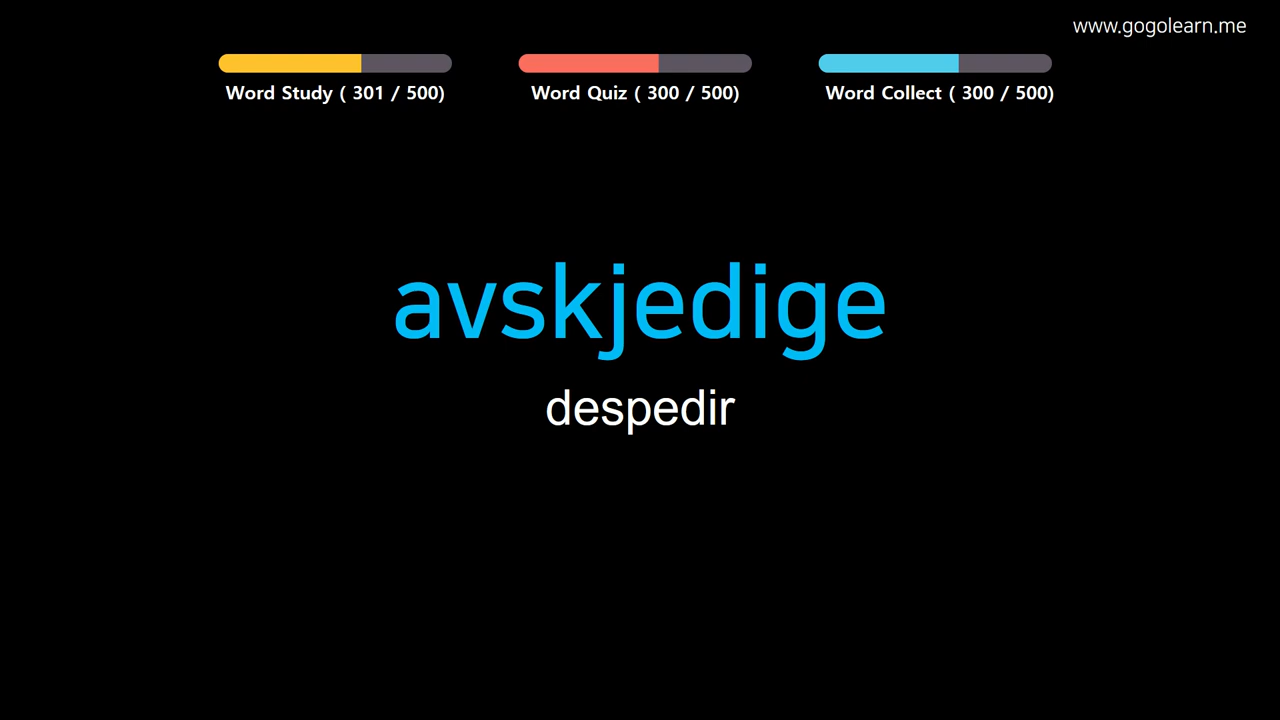 www.gogolearn.me
Word Study ( 301 / 500)
Word Quiz ( 300 / 500)
Word Collect ( 300 / 500)
avskjedige
despedir